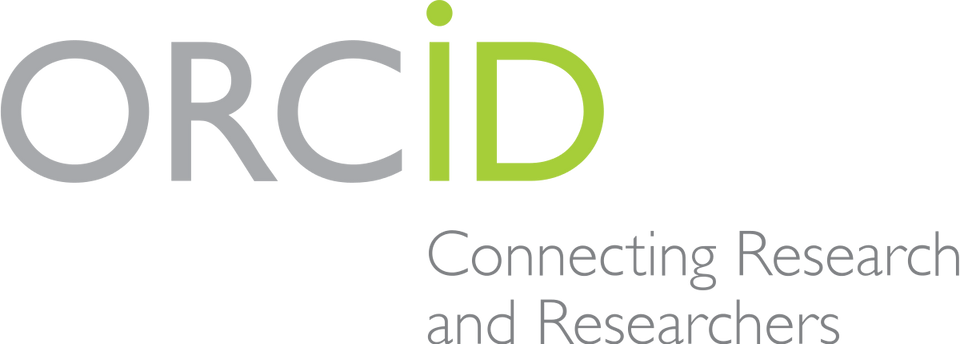 ORCiD
Connecting Research
and Researchers